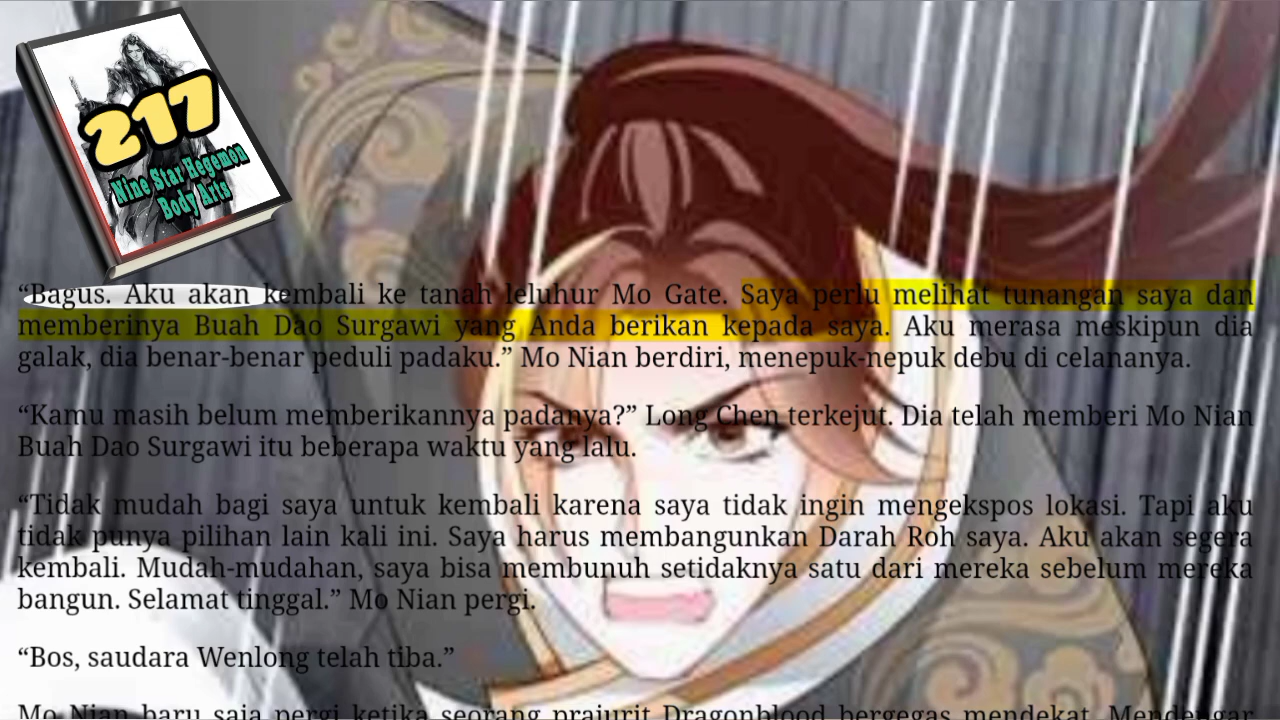 217
Nine Star Hegemon
Body Arts
“Bagus. Aku akan kembali ke tanah leluhur Mo Gate. Saya perlu melihat tunangan saya dan
memberinya Buah Dao Surgawi yang Anda berikan kepada saya. Aku merasa meskipun dia
galak, dia benar-benar peduli padaku.” Mo Nian berdiri, menepuk-nepuk debu di celananya.
“Kamu masih belum memberikannya padanya?” Long Chen terkejut. Dia telah memberi Mo Nian
Buah Dao Surgawi itu beberapa waktu yang lalu.
“Tidak mudah bagi saya untuk kembali karena saya tidak ingin mengekspos lokasi. Tapi aku
tidak punya pilihan lain kali ini. Saya harus membangunkan Darah Roh saya. Aku akan segera
kembali. Mudah-mudahan, saya bisa membunuh setidaknya satu dari mereka sebelum mereka
bangun. Selamat tinggal.” Mo Nian pergi.
“Bos, saudara Wenlong telah tiba.”
Mo Nian baru saja pergi ketika seorang prajurit Dragonblood bergegas mendekat. Mendengar